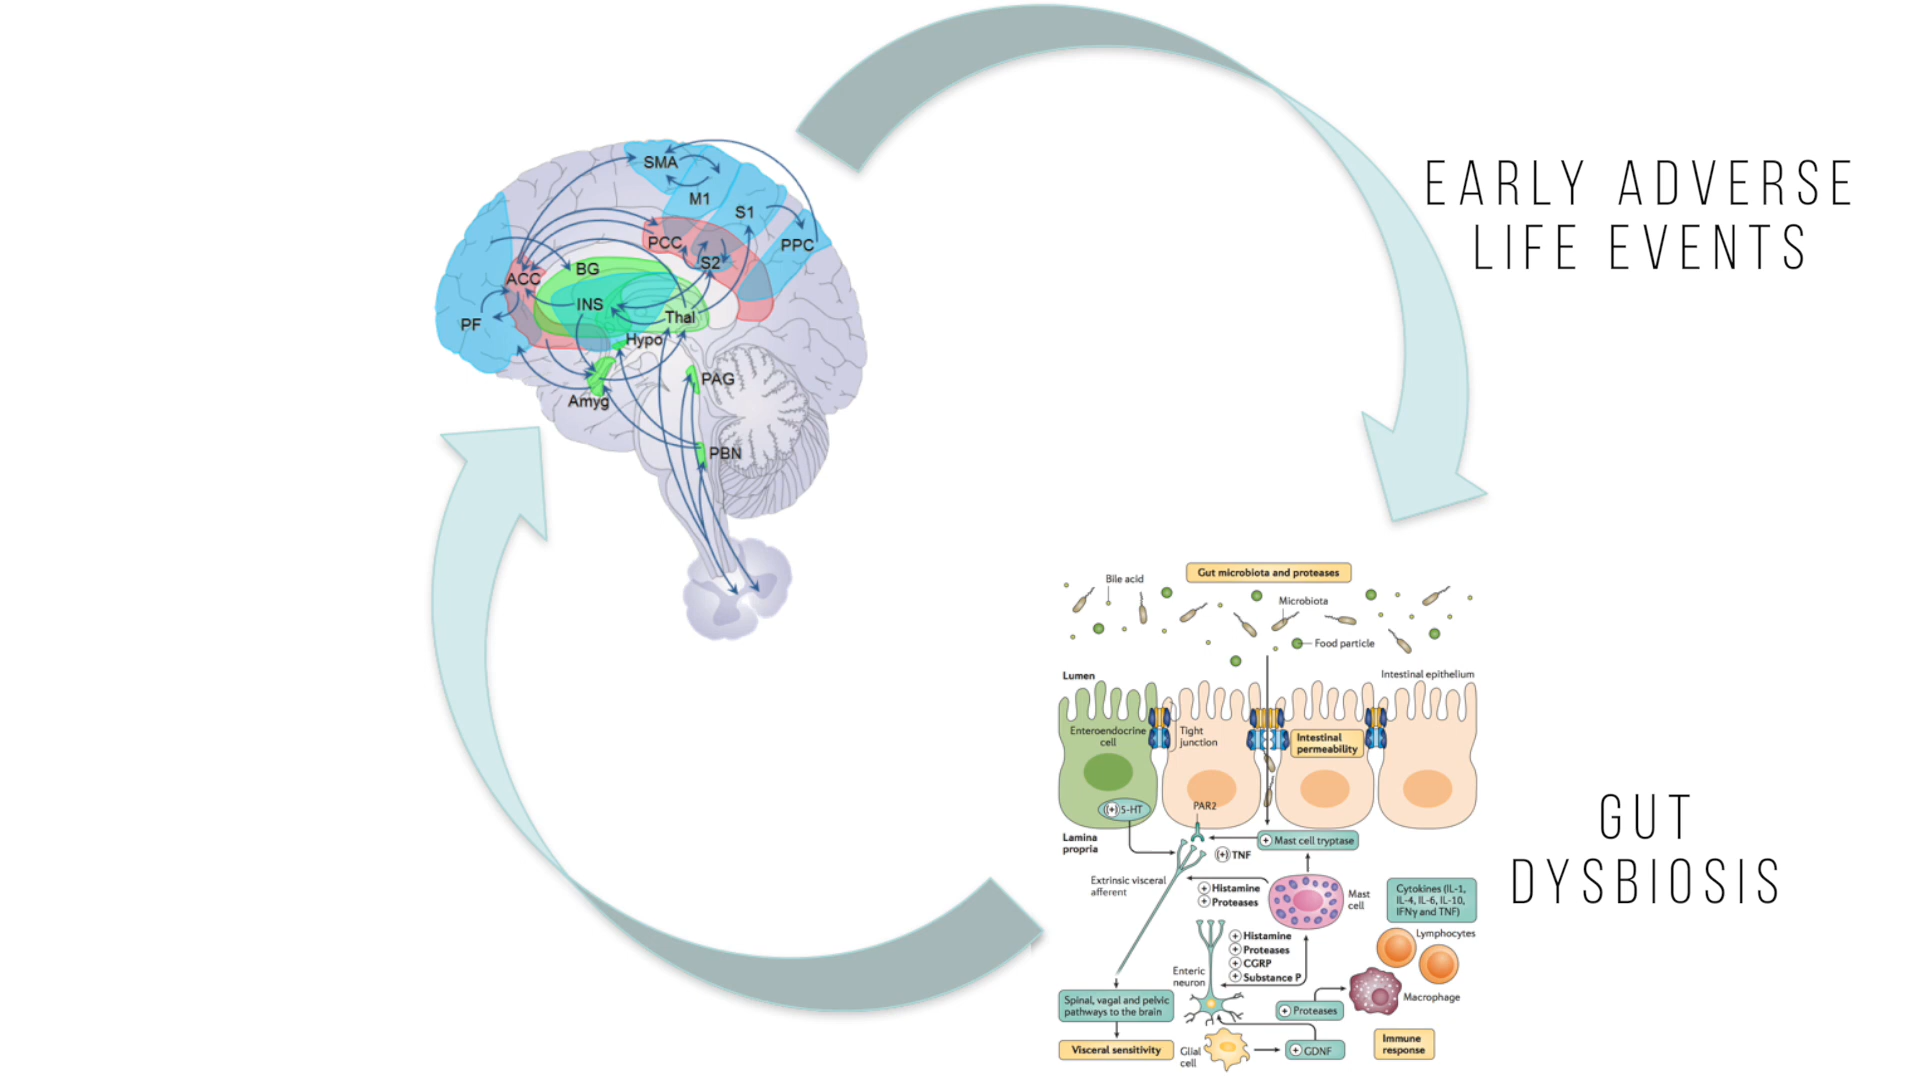 EARLY ADVERSE
LIFE EVENTS
SMA
M1
S1
PCC
PPC
S2
ACC
BG
INS
PF
Thal
Hypo
PAG
Amyg
PBN
Gut microbiota and proteases
Bile acid
Microbiota
Food particle
Lumen
Intestinal epithelium
Enteroendocrine
cell
Tight
junction
Intestinal
permeability
(+) 5-HT
PAR2
Lamina
propria
+ Mast cell tryptase
(+) TNF
Extrinsic visceral
afferent
+ Histamine
+ Proteases
Mast
cell
Cytokines (IL-1,
IL-4, IL-6, IL-10,
IFNγ and TNF)
Lymphocytes
+ Histamine
+ Proteases
+ CGRP
+ Substance P
Enteric
neuron
Macrophage
Spinal, vagal and pelvic
pathways to the brain
+ Proteases
Visceral sensitivity
Glial
cell
+ GDNF
Immune
response
GUT
DYSBIOSIS